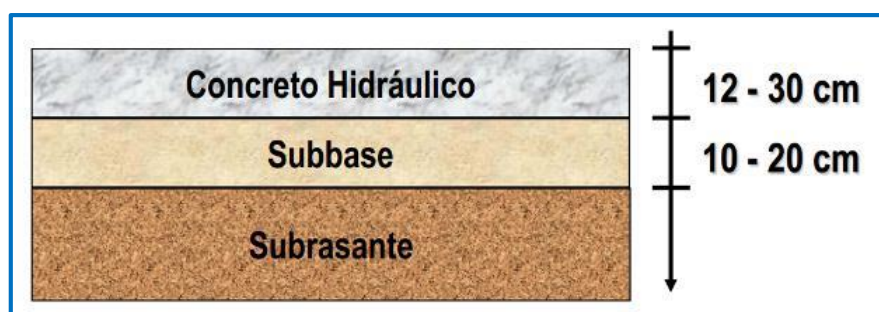 Concreto Hidráulico
12 - 30 cm
Subbase
10 - 20 cm
Subrasante